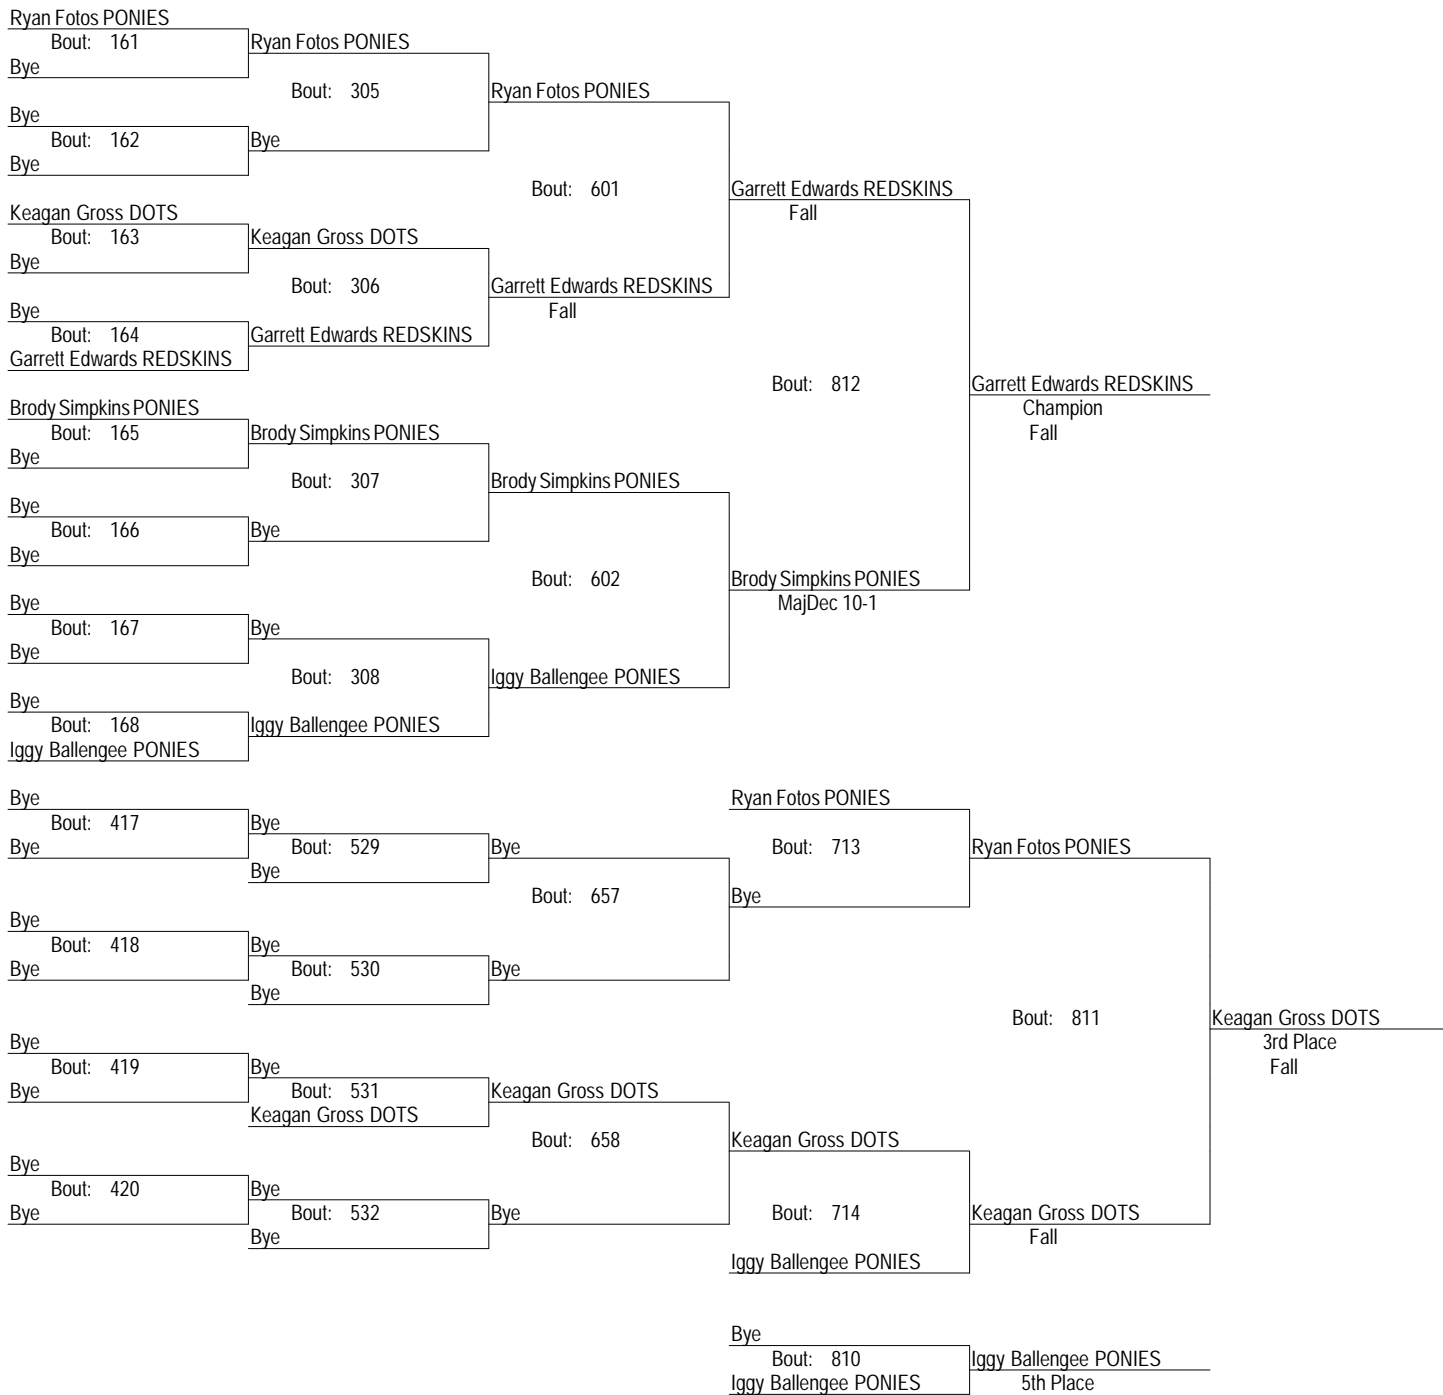 Ryan Fotos PONIES
Bout: 161
Ryan Fotos PONIES
Bye
Bout: 305
Ryan Fotos PONIES
Bye
Bout: 162
Bye
Bye
Bout: 601
Garrett Edwards REDSKINS
Fall
Keagan Gross DOTS
Bout: 163
Keagan Gross DOTS
Bye
Bout: 306
Garrett Edwards REDSKINS
Fall
Bye
Bout: 164
Garrett Edwards REDSKINS
Garrett Edwards REDSKINS
Bout: 812
Garrett Edwards REDSKINS
Champion
Fall
Brody Simpkins PONIES
Bout: 165
Brody Simpkins PONIES
Bye
Bout: 307
Brody Simpkins PONIES
Bye
Bout: 166
Bye
Bye
Bout: 602
Brody Simpkins PONIES
MajDec 10-1
Bye
Bout: 167
Bye
Bye
Bout: 308
Iggy Ballengee PONIES
Bye
Bout: 168
Iggy Ballengee PONIES
Iggy Ballengee PONIES
Bye
Bout: 417
Bye
Bye
Bout: 529
Bye
Bye
Bout: 657
Bye
Ryan Fotos PONIES
Bout: 713
Ryan Fotos PONIES
Bye
Bout: 418
Bye
Bye
Bout: 530
Bye
Bye
Bout: 811
Keagan Gross DOTS
3rd Place
Fall
Bye
Bout: 419
Bye
Bye
Bout: 531
Keagan Gross DOTS
Keagan Gross DOTS
Bout: 658
Keagan Gross DOTS
Bye
Bout: 420
Bye
Bye
Bout: 532
Bye
Bye
Bout: 714
Keagan Gross DOTS
Fall
Iggy Ballengee PONIES
Bye
Bout: 810
Iggy Ballengee PONIES
Iggy Ballengee PONIES
5th Place